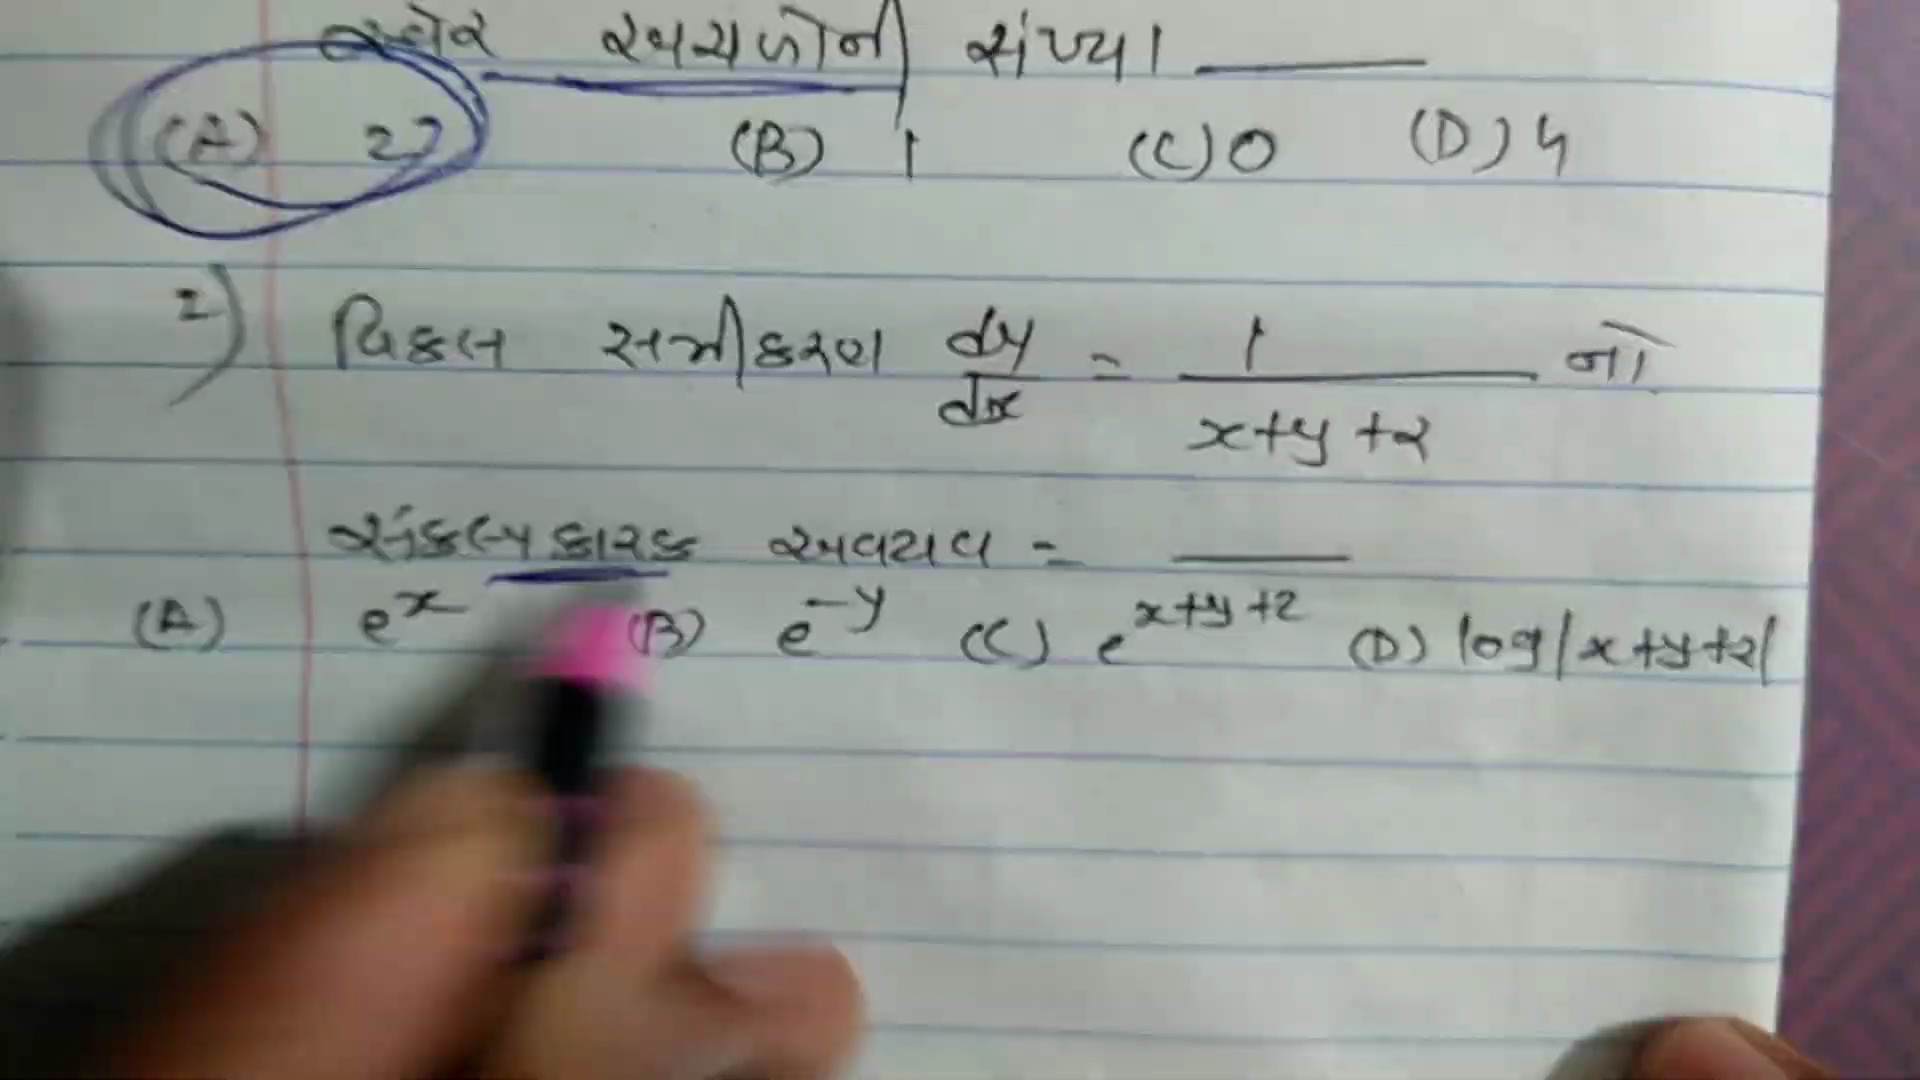 સ્વૈર અચળોની સંખ્યા ____
(A) 27 (B) 1 (C) 0 (D) 4
2) વિકલ સમીકરણ dy/dx = 1/(x+y+2) નો
સંકલ્યકારક અવયવ = ____
(A) e^x (B) e^-y (C) e^x+y+2 (D) log|x+y+2|